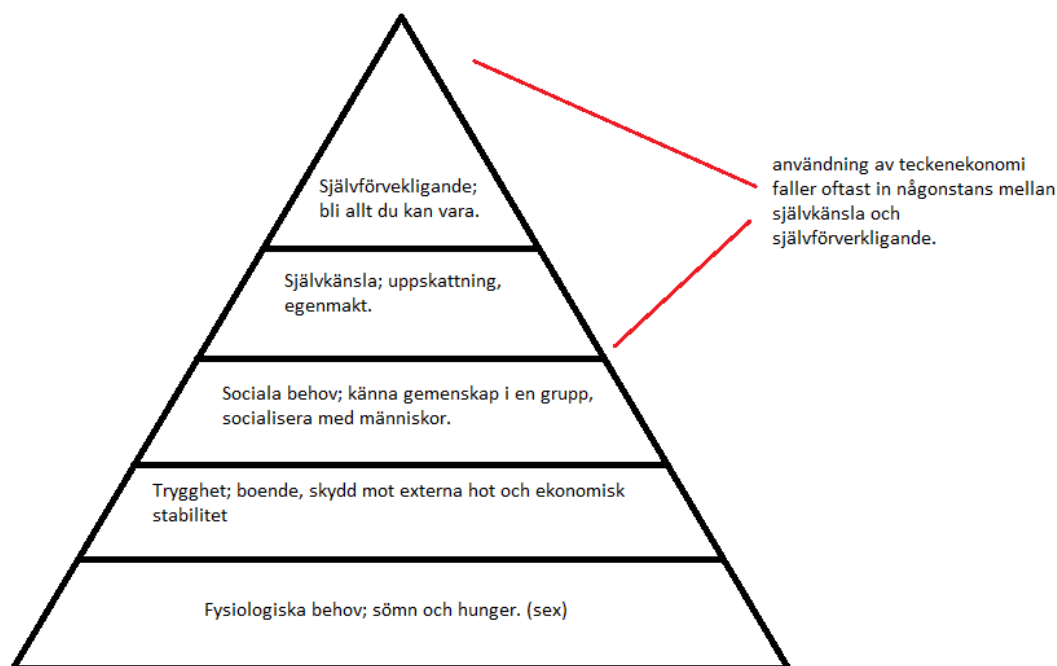 Självförvekligande;
bli allt du kan vara.
Självkänsla; uppskattning,
egenmakt.
Sociala behov; känna gemenskap i en grupp,
socialisera med människor.
Trygghet; boende, skydd mot externa hot och ekonomisk
stabilitet
Fysiologiska behov; sömn och hunger. (sex)
användning av teckenekonomi
faller oftast in någonstans mellan
självkänsla och
självförverkligande.